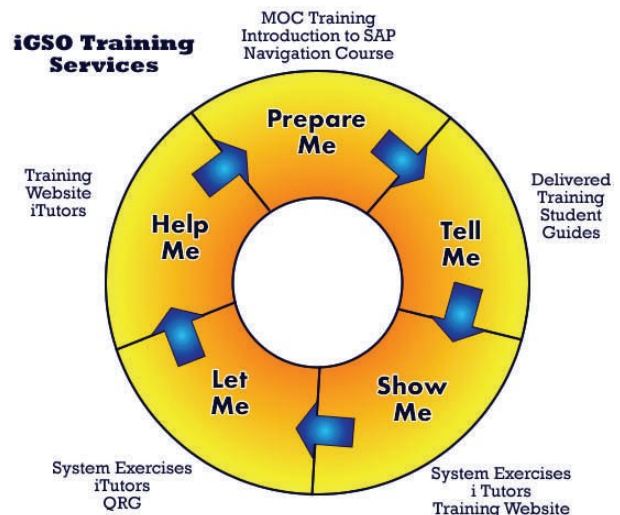 iGSO Training
Services
MOC Training
Introduction to SAP
Navigation Course
Prepare
Me
Delivered
Training
Student
Guides
Tell
Me
Show
Me
System Exercises
i Tutors
Training Website
Let
Me
System Exercises
iTutors
QRG
Help
Me
Training
Website
iTutors